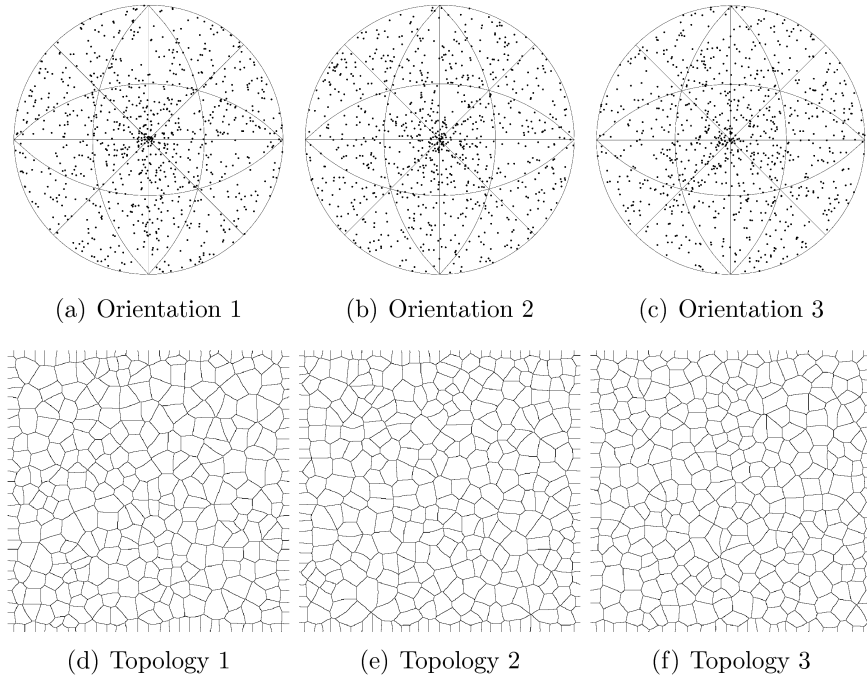 (a) Orientation 1
(b) Orientation 2
(c) Orientation 3
(d) Topology 1
(e) Topology 2
(f) Topology 3